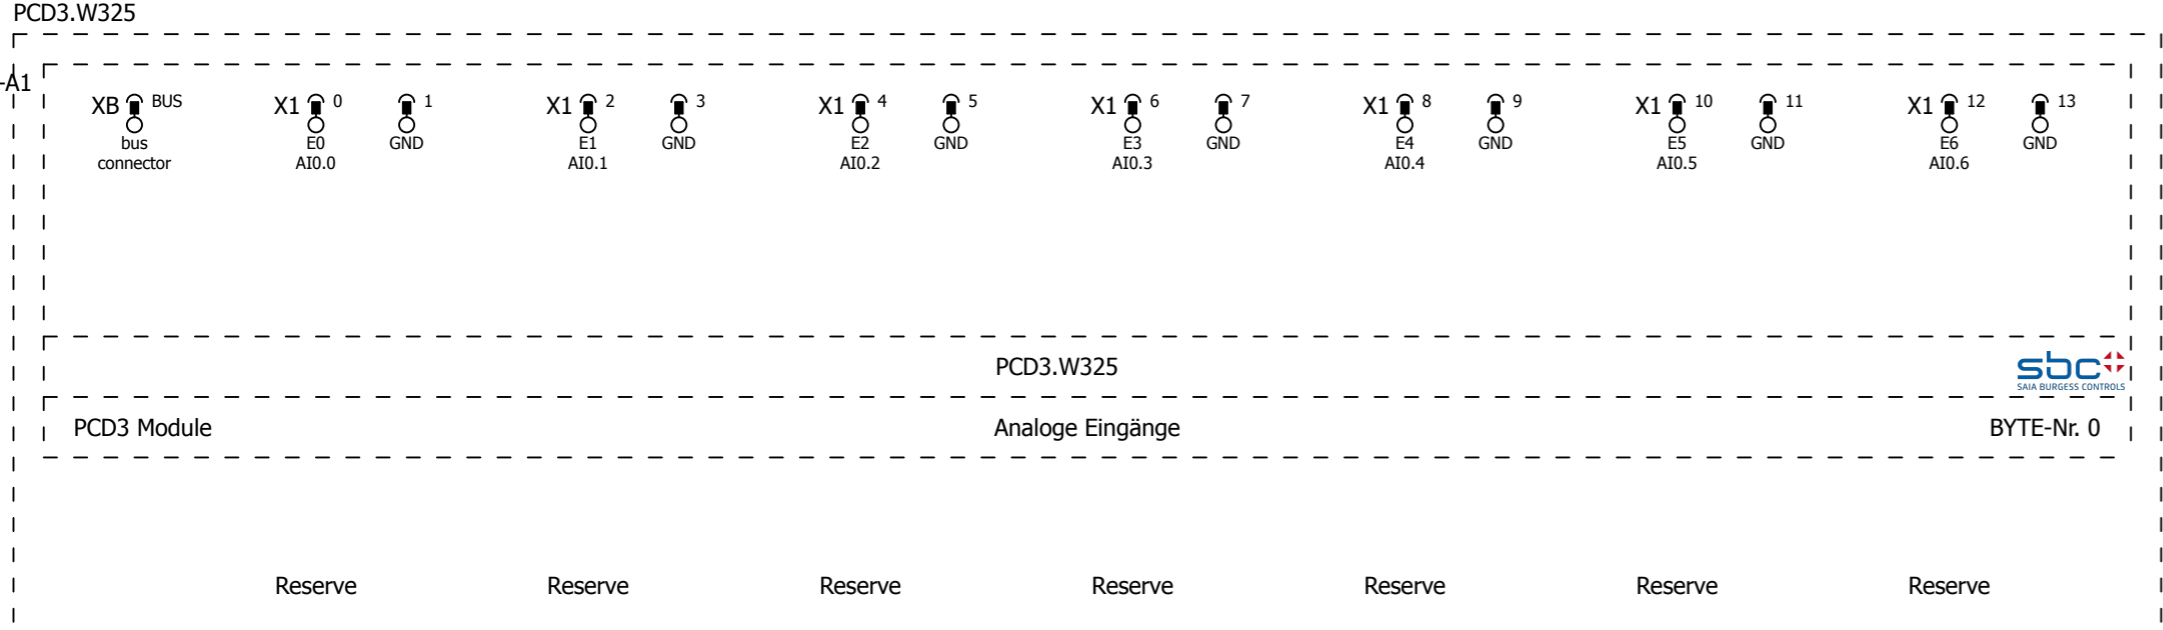 PCD3.W325
-A1
XB BUS X1 0 1 X1 2 3 X1 4 5 X1 6 7 X1 8 9 X1 10 11 X1 12 13
bus E0 GND E1 GND E2 GND E3 GND E4 GND E5 GND E6 GND
connector AI0.0 AI0.1 AI0.2 AI0.3 AI0.4 AI0.5 AI0.6
PCD3.W325
sbc
SAIA BURGESS CONTROLS
PCD3 Module Analoge Eingänge BYTE-Nr. 0
Reserve Reserve Reserve Reserve Reserve Reserve Reserve